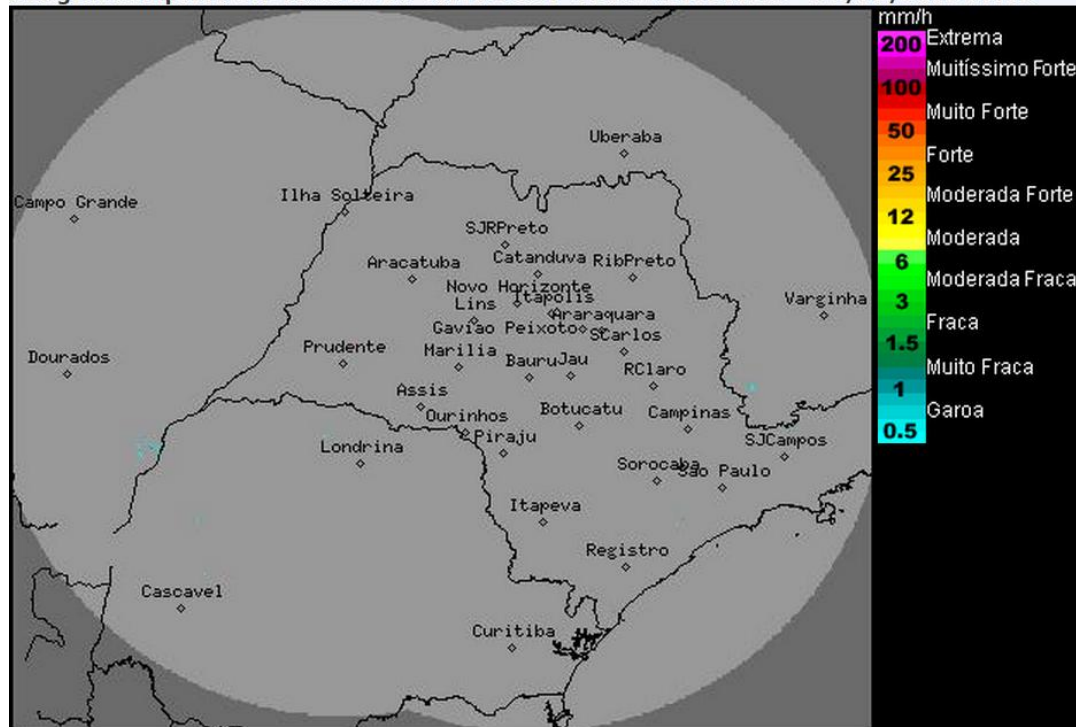 mm/h
200 Extrema
Muitíssimo Forte
100
Muito Forte
50
Forte
25
Moderada Forte
12
Moderada
6
Moderada Fraca
3
Fraca
1.5
Muito Fraca
1
Garoa
0.5
Uberaba
Campo Grande
Ilha Solteira
SJRPreto
Catanduva
RibPreto
Aracatuba
Novo Horizonte
Itapolis
Lins
Araraquara
Gaviao Peixoto
SCarlos
Varginha
Prudente
Marilia
Dourados
Bauru
Jau
RClaro
Assis
Ourinhos
Botucatu
Campinas
Piraju
SJCampos
Londrina
Sorocaba
Sao Paulo
Itapeva
Registro
Cascavel
Curitiba